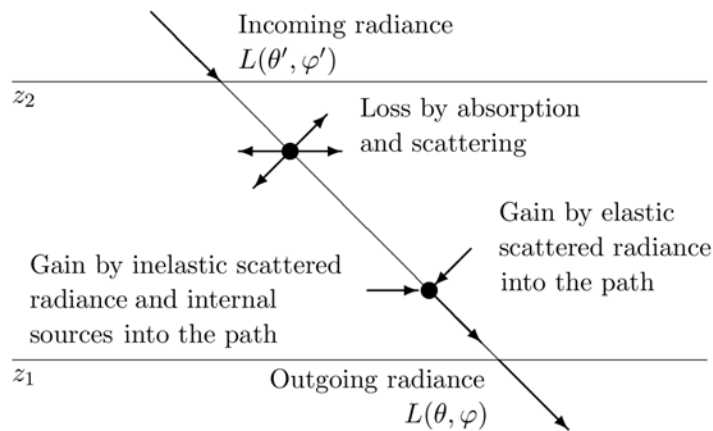 Incoming radiance
L(θ′, φ′)
z₂
Loss by absorption
and scattering
Gain by elastic
scattered radiance
into the path
Gain by inelastic scattered
radiance and internal
sources into the path
z₁
Outgoing radiance
L(θ, φ)